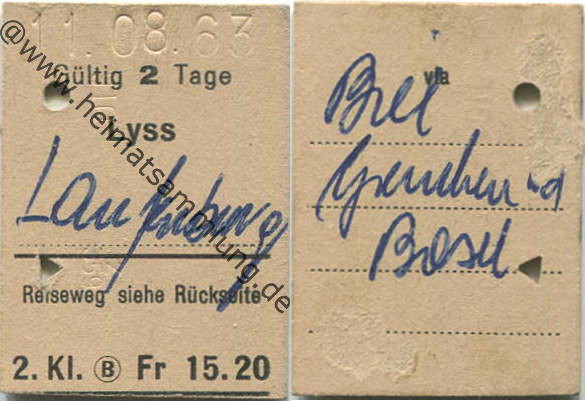 11.08.63
Gültig 2 Tage
Lyss
Laufenburg
Reiseweg siehe Rückseite
2. Kl. B Fr 15.20
via
Biel
Grenchen-d
Basel
@www.heimatsammlung.de